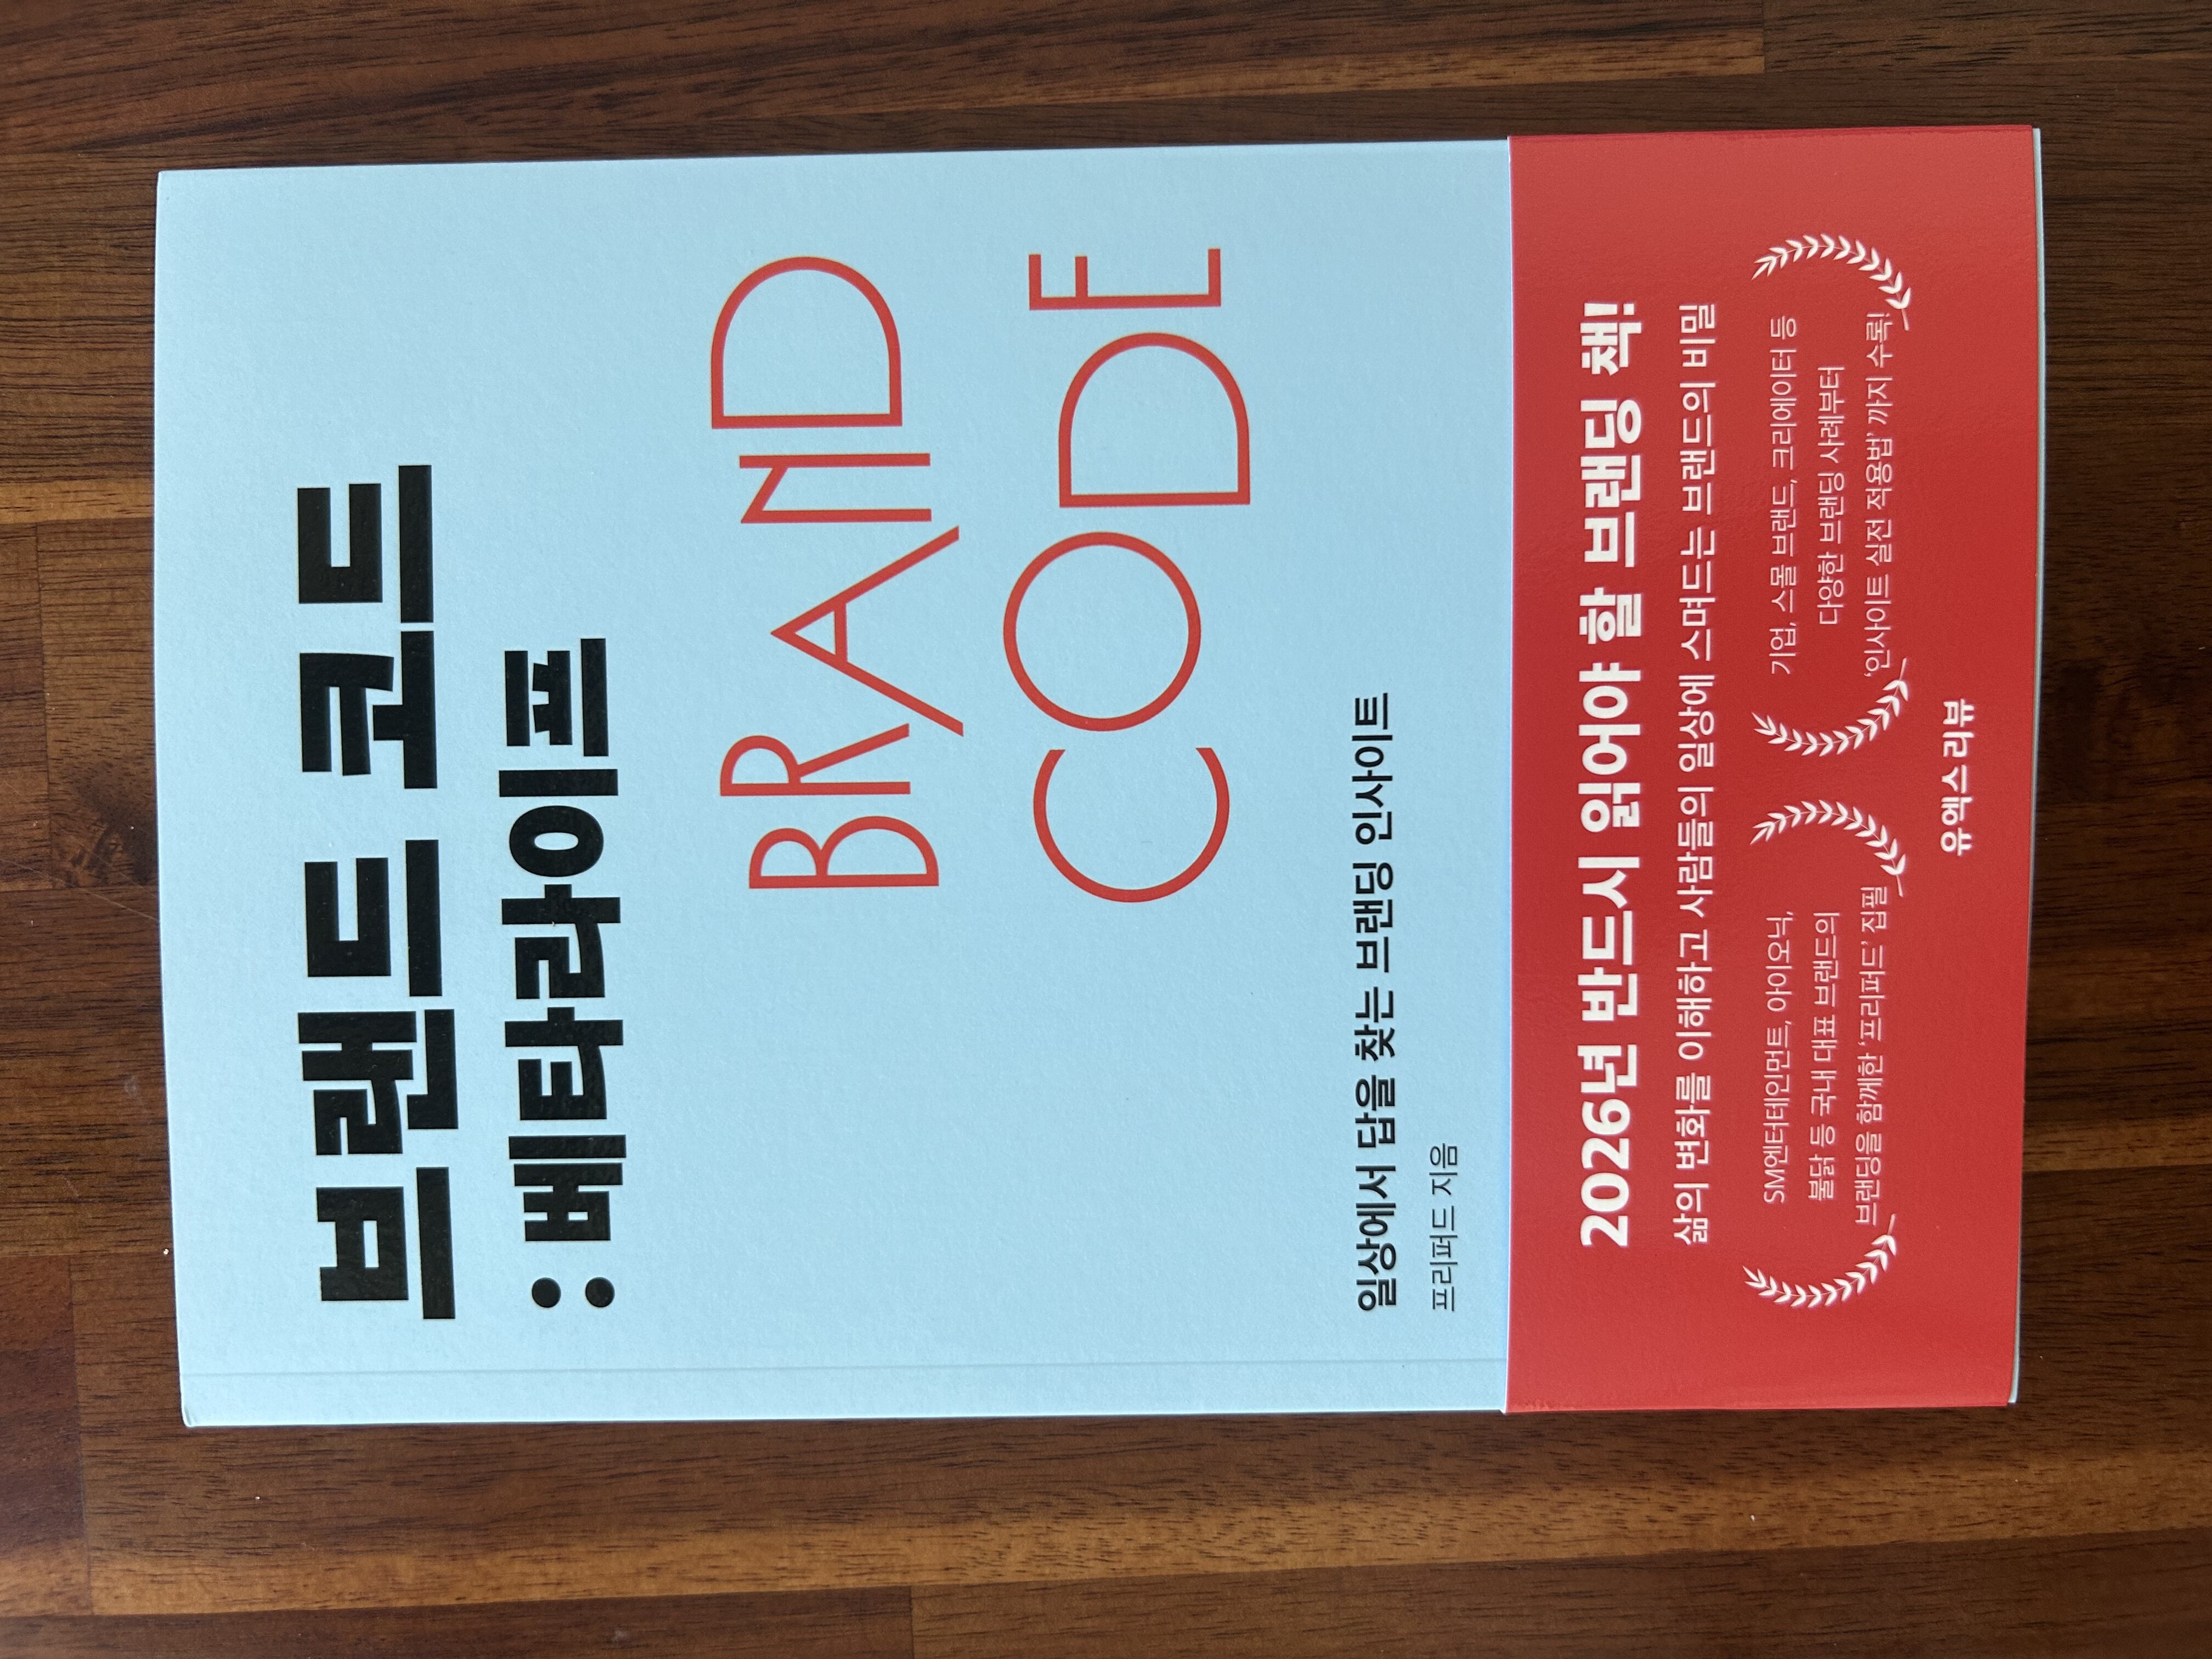 브랜드 코드
: 베타라이프
BRAND
CODE
일상에서 답을 찾는 브랜딩 인사이트
프리퍼드 지음
2026년 반드시 읽어야 할 브랜딩 책!
삶의 변화를 이해하고 사람들의 일상에 스며드는 브랜드의 비밀
SM엔터테인먼트, 아이오닉,
불닭 등 국내 대표 브랜드의
브랜딩을 함께한 '프리퍼드' 집필
기업, 스몰 브랜드, 크리에이터 등
다양한 브랜딩 사례부터
'인사이트 실전 적용법' 까지 수록!
유엑스리뷰